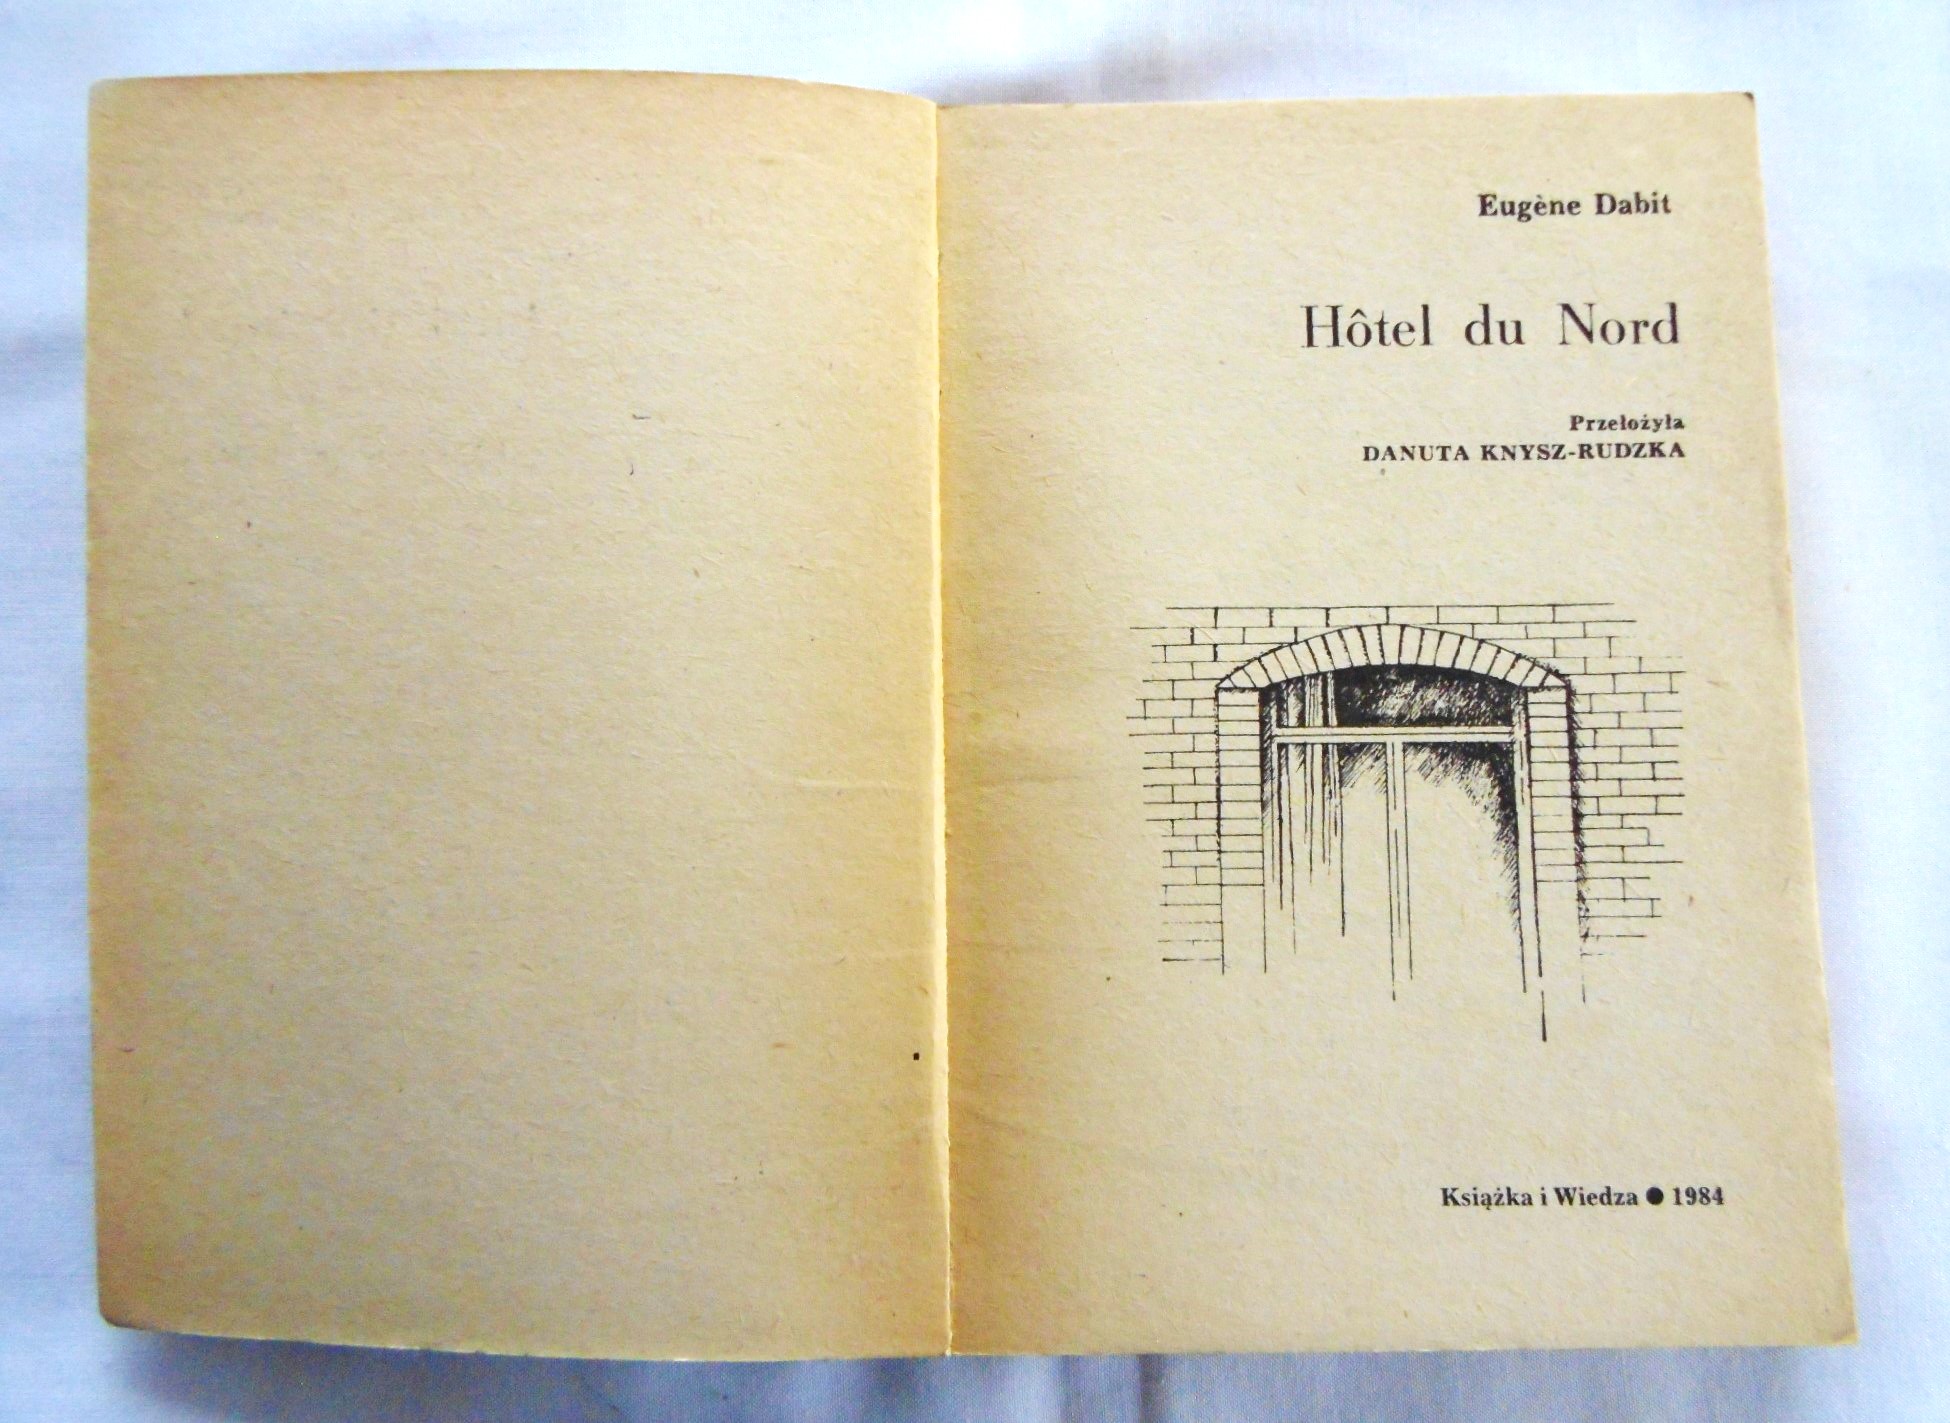 Eugène Dabit
Hôtel du Nord
Przełożyła
DANUTA KNYSZ-RUDZKA
Książka i Wiedza ● 1984